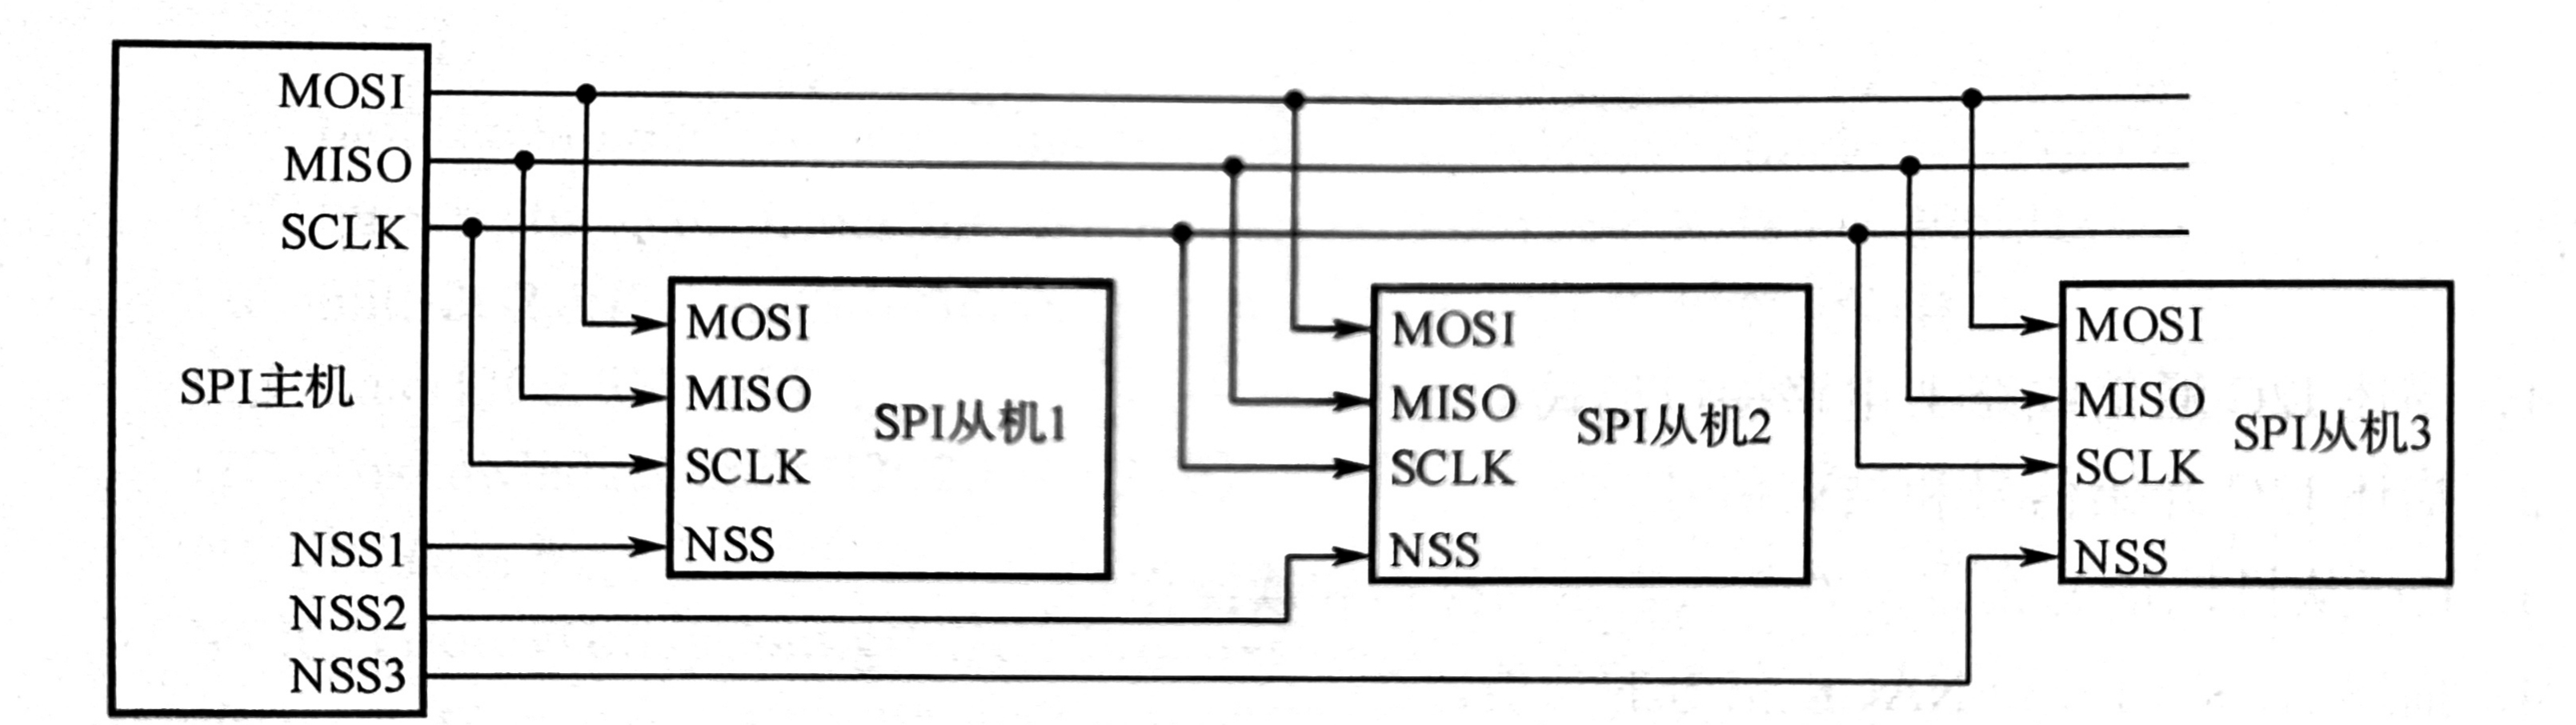 MOSI
MISO
SCLK
SPI主机
NSS1
NSS2
NSS3
MOSI
MISO
SCLK
NSS
SPI从机1
MOSI
MISO
SCLK
NSS
SPI从机2
MOSI
MISO
SCLK
NSS
SPI从机3